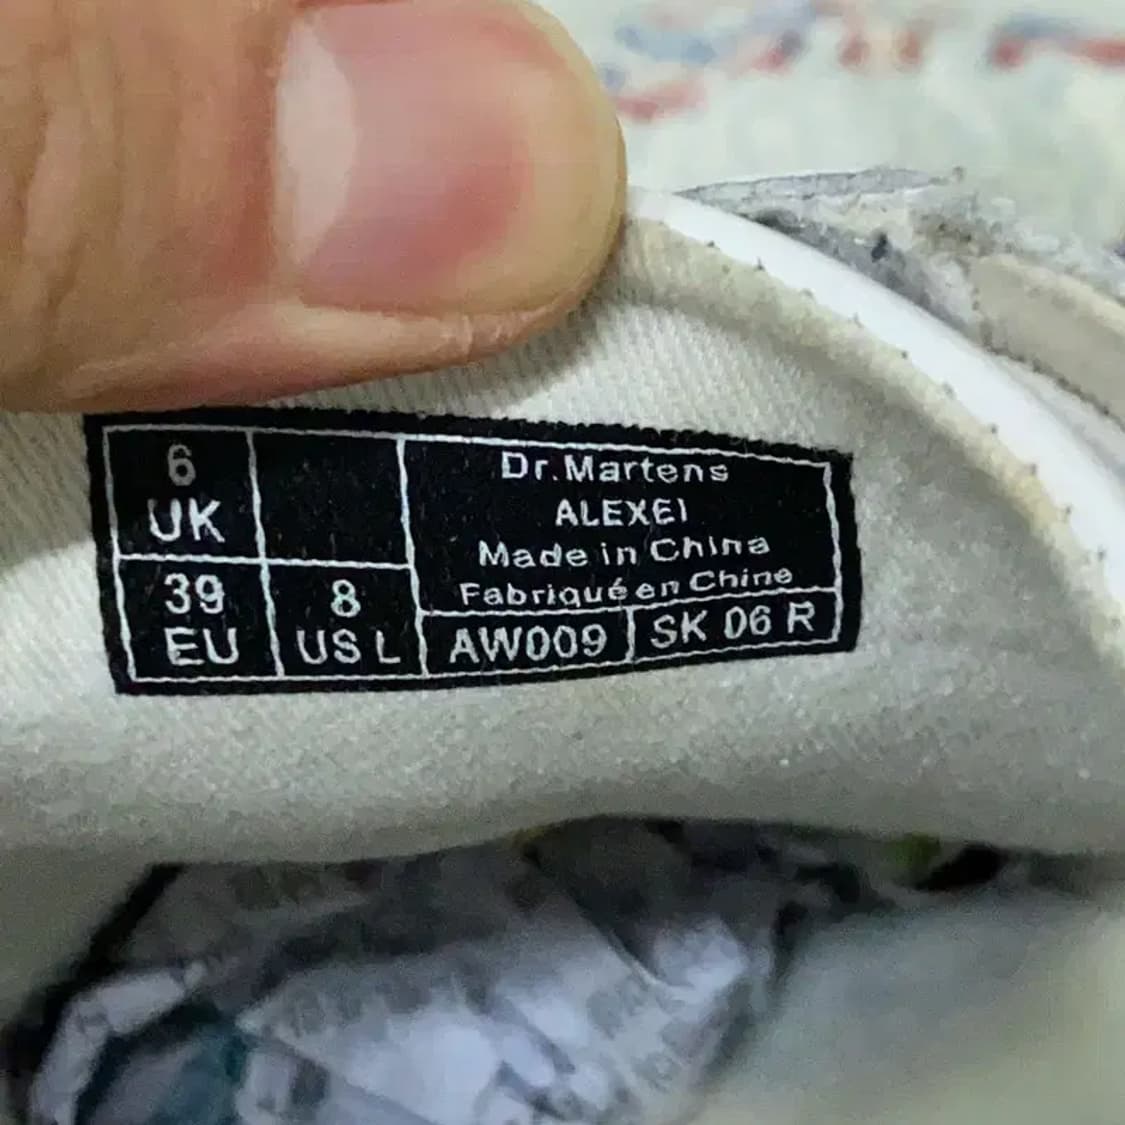 6
UK
39
EU
8
US L
Dr.Martens
ALEXEI
Made in China
Fabriqué en Chine
AW009
SK 06 R